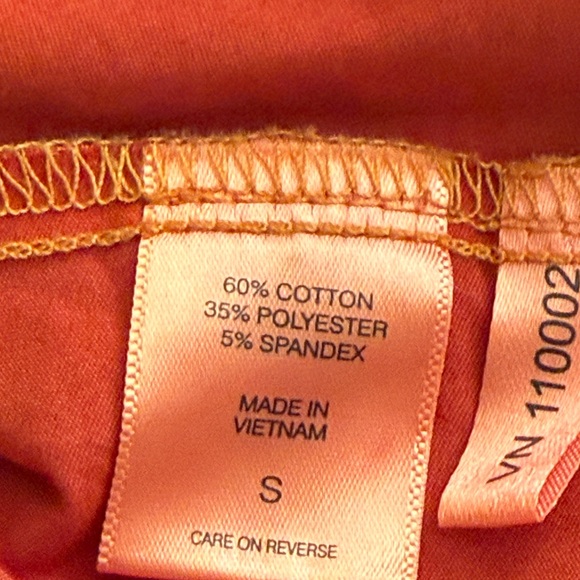 60% COTTON
35% POLYESTER
5% SPANDEX
MADE IN
VIETNAM
S
CARE ON REVERSE
VN 110002